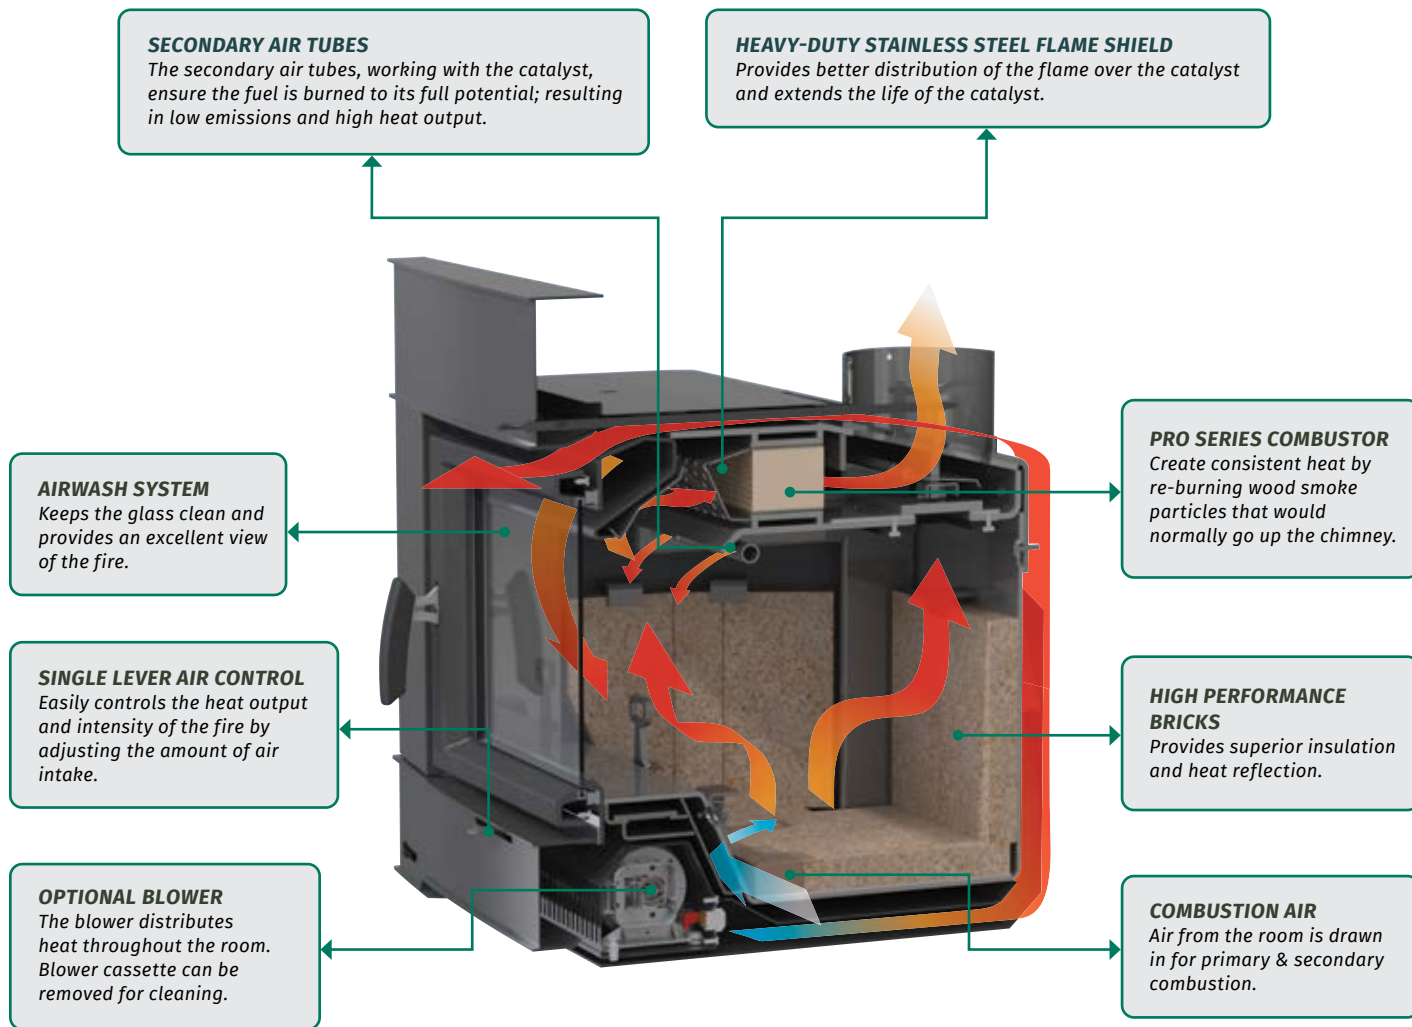 SECONDARY AIR TUBES
The secondary air tubes, working with the catalyst,
ensure the fuel is burned to its full potential; resulting
in low emissions and high heat output.
HEAVY-DUTY STAINLESS STEEL FLAME SHIELD
Provides better distribution of the flame over the catalyst
and extends the life of the catalyst.
AIRWASH SYSTEM
Keeps the glass clean and
provides an excellent view
of the fire.
SINGLE LEVER AIR CONTROL
Easily controls the heat output
and intensity of the fire by
adjusting the amount of air
intake.
OPTIONAL BLOWER
The blower distributes
heat throughout the room.
Blower cassette can be
removed for cleaning.
PRO SERIES COMBUSTOR
Create consistent heat by
re-burning wood smoke
particles that would
normally go up the chimney.
HIGH PERFORMANCE
BRICKS
Provides superior insulation
and heat reflection.
COMBUSTION AIR
Air from the room is drawn
in for primary & secondary
combustion.